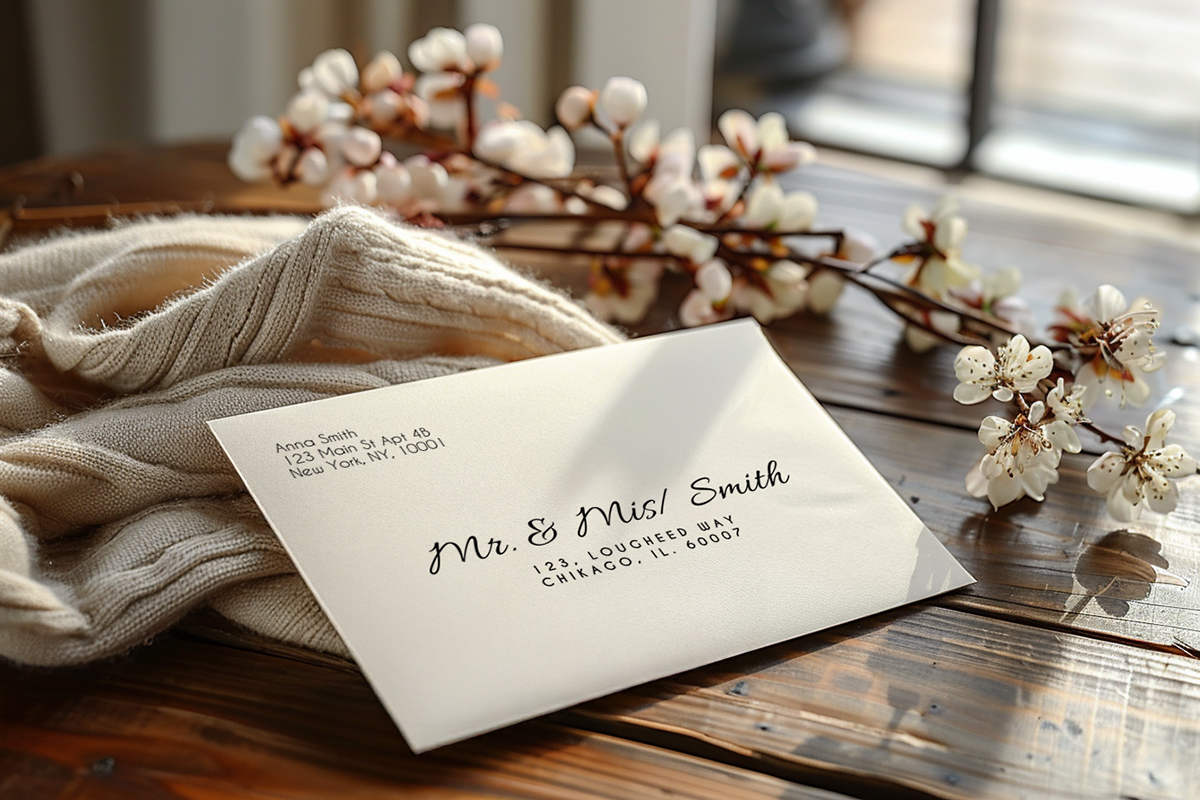 Anna Smith
123 Main St Apt 4B
New York, NY, 10001
Mr. & Mis/ Smith
123, LOUGHEED WAY
CHIKAGO, IL. 60007